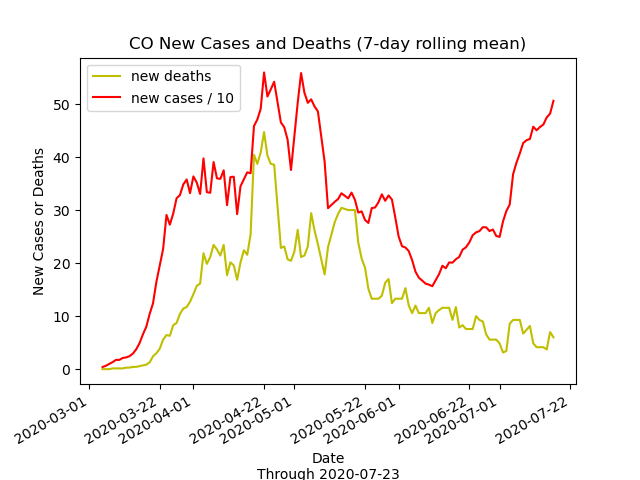 CO New Cases and Deaths (7-day rolling mean)
new deaths
new cases / 10
New Cases or Deaths
50
40
30
20
10
0
2020-03-01
2020-03-22
2020-04-01
2020-04-22
2020-05-01
2020-05-22
2020-06-01
2020-06-22
2020-07-01
2020-07-22
Date
Through 2020-07-23